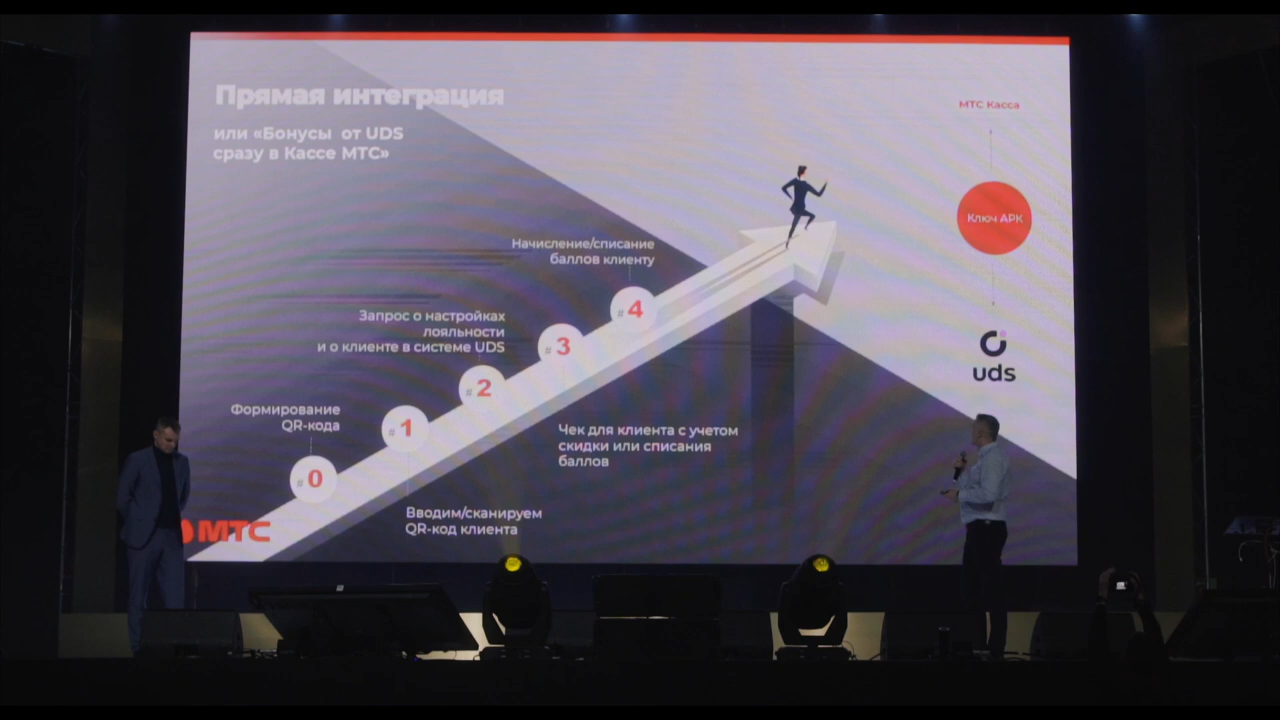 Прямая интеграция
или «Бонусы от UDS
сразу в Кассе МТС»
МТС Касса
Ключ APK
uds
Начисление/списание
баллов клиенту
#4
Запрос о настройках
лояльности
и о клиенте в системе UDS
#3
#2
Формирование
QR-кода
#1
Чек для клиента с учетом
скидки или списания
баллов
#0
Вводим/сканируем
QR-код клиента
МТС